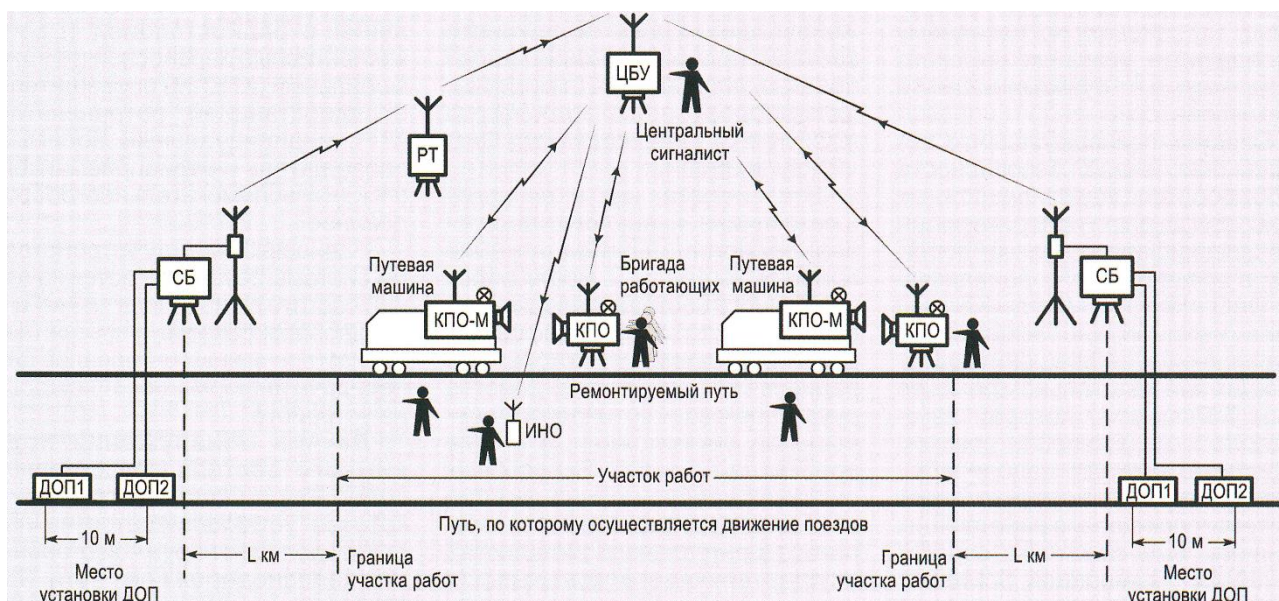 ЦБУ
Центральный
сигналист
РТ
СБ
Путевая
машина
КПО-М
КПО
Бригада
работающих
Путевая
машина
КПО-М
КПО
СБ
Ремонтируемый путь
ИНО
Участок работ
ДОП1
ДОП2
ДОП1
ДОП2
Путь, по которому осуществляется движение поездов
10 м
L км
Граница
участка работ
Граница
участка работ
L км
10 м
Место
установки ДОП
Место
установки ДОП